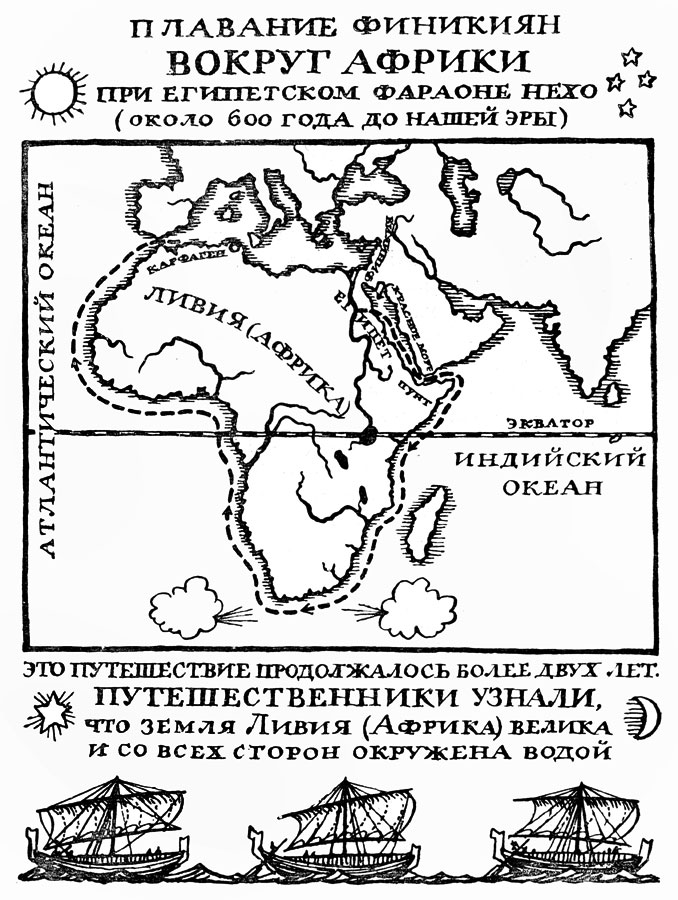 ПЛАВАНИЕ ФИНИКИЯН
ВОКРУГ АФРИКИ
ПРИ ЕГИПЕТСКОМ ФАРАОНЕ НЕХО
(ОКОЛО 600 ГОДА ДО НАШЕЙ ЭРЫ)
АТЛАНТИЧЕСКИЙ ОКЕАН
КАРФАГЕН
ФИНИКИЯ
ЛИВИЯ (АФРИКА)
ЕГИПЕТ
КРАСНОЕ МОРЕ
ПУНТ
ЭКВАТОР
ИНДИЙСКИЙ
ОКЕАН
ЭТО ПУТЕШЕСТВИЕ ПРОДОЛЖАЛОСЬ БОЛЕЕ ДВУХ ЛЕТ.
ПУТЕШЕСТВЕННИКИ УЗНАЛИ,
ЧТО ЗЕМЛЯ ЛИВИЯ (АФРИКА) ВЕЛИКА
И СО ВСЕХ СТОРОН ОКРУЖЕНА ВОДОЙ